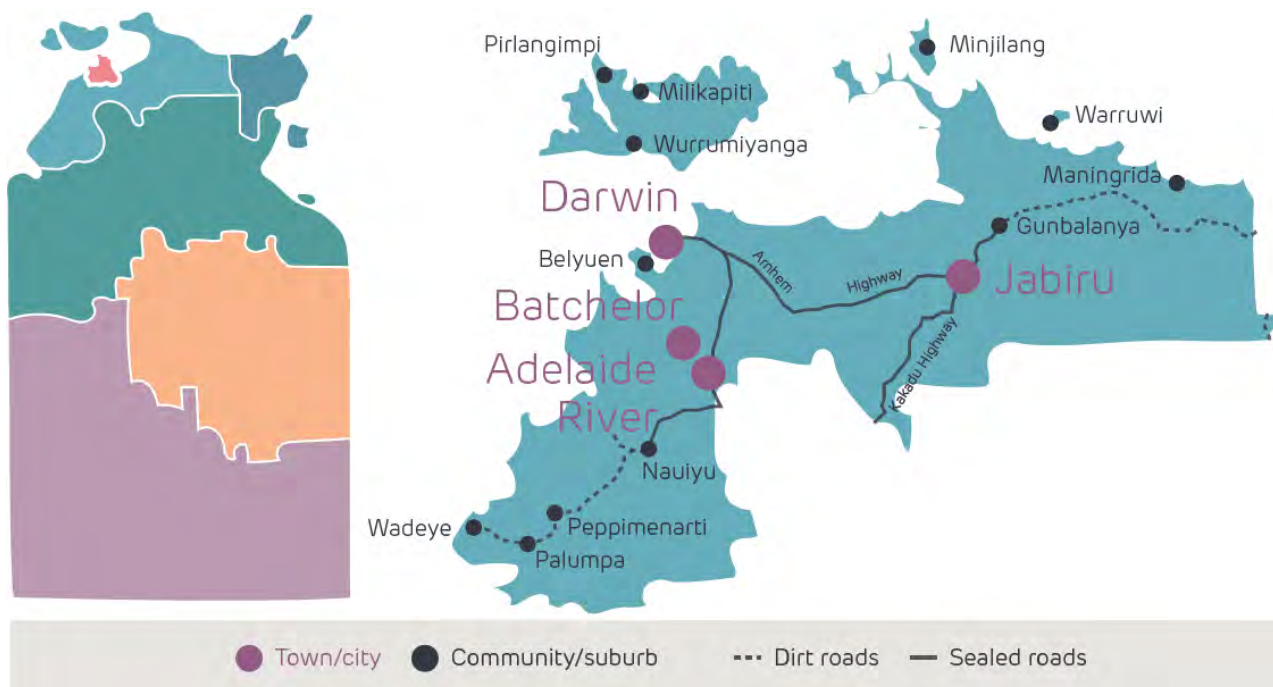 Pirlangimpi
Minjilang
Milikapiti
Warruwi
Wurrumiyanga
Maningrida
Darwin
Gunbalanya
Belyuen
Arnhem
Highway
Jabiru
Batchelor
Kakadu Highway
Adelaide
River
Nauiyu
Wadeye
Peppimenarti
Palumpa
Town/city
Community/suburb
Dirt roads
Sealed roads